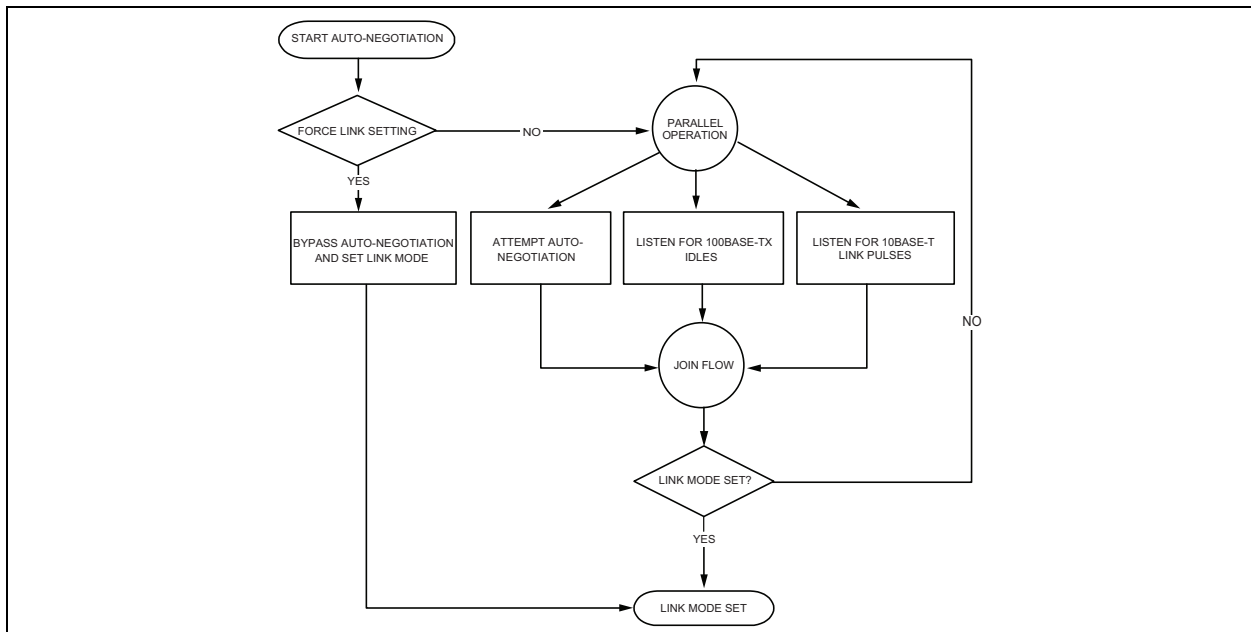 START AUTO-NEGOTIATION
FORCE LINK SETTING
NO
PARALLEL
OPERATION
YES
BYPASS AUTO-NEGOTIATION
AND SET LINK MODE
ATTEMPT AUTO-
NEGOTIATION
LISTEN FOR 100BASE-TX
IDLES
LISTEN FOR 10BASE-T
LINK PULSES
NO
JOIN FLOW
LINK MODE SET?
YES
LINK MODE SET